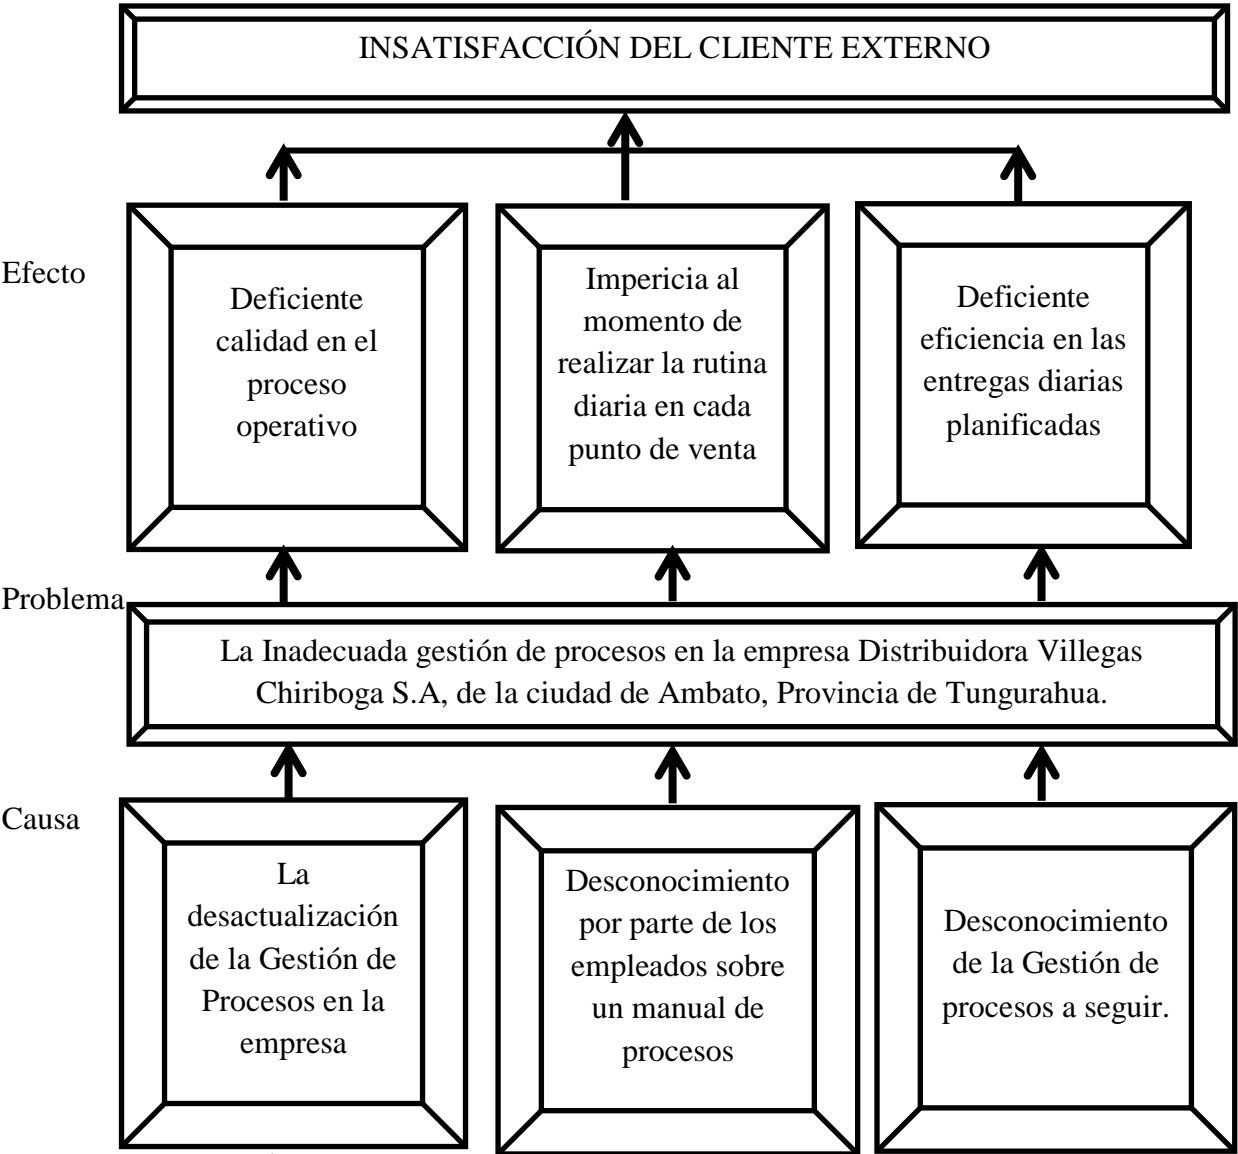 INSATISFACCIÓN DEL CLIENTE EXTERNO
Efecto
Deficiente
calidad en el
proceso
operativo
Impericia al
momento de
realizar la rutina
diaria en cada
punto de venta
Deficiente
eficiencia en las
entregas diarias
planificadas
Problema
La Inadecuada gestión de procesos en la empresa Distribuidora Villegas
Chiriboga S.A, de la ciudad de Ambato, Provincia de Tungurahua.
Causa
La
desactualización
de la Gestión de
Procesos en la
empresa
Desconocimiento
por parte de los
empleados sobre
un manual de
procesos
Desconocimiento
de la Gestión de
procesos a seguir.